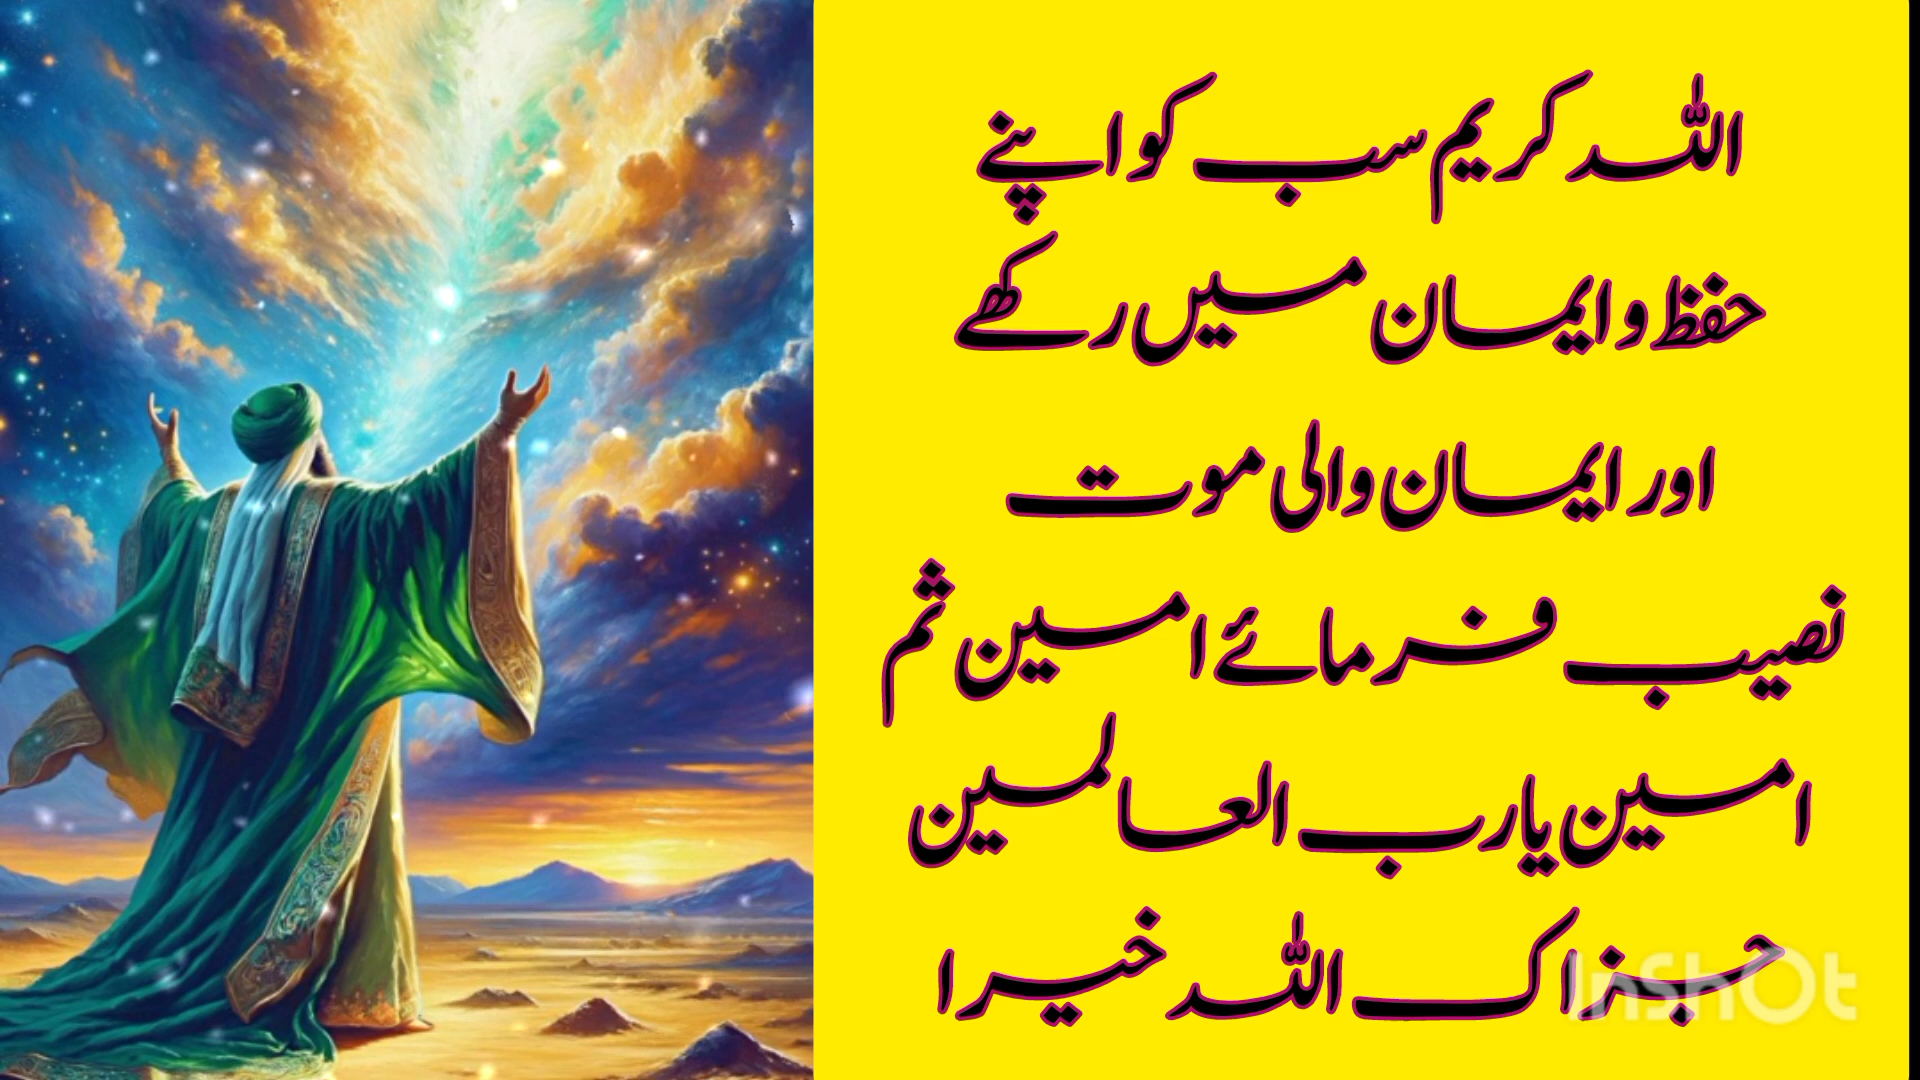 اللہ کریم سب کو اپنے
حفظ و ایمان میں رکھے
اور ایمان والی موت
نصیب فرمائے امین ثم
امین یارب العالمین
جزاک اللہ خیرا
InShOt